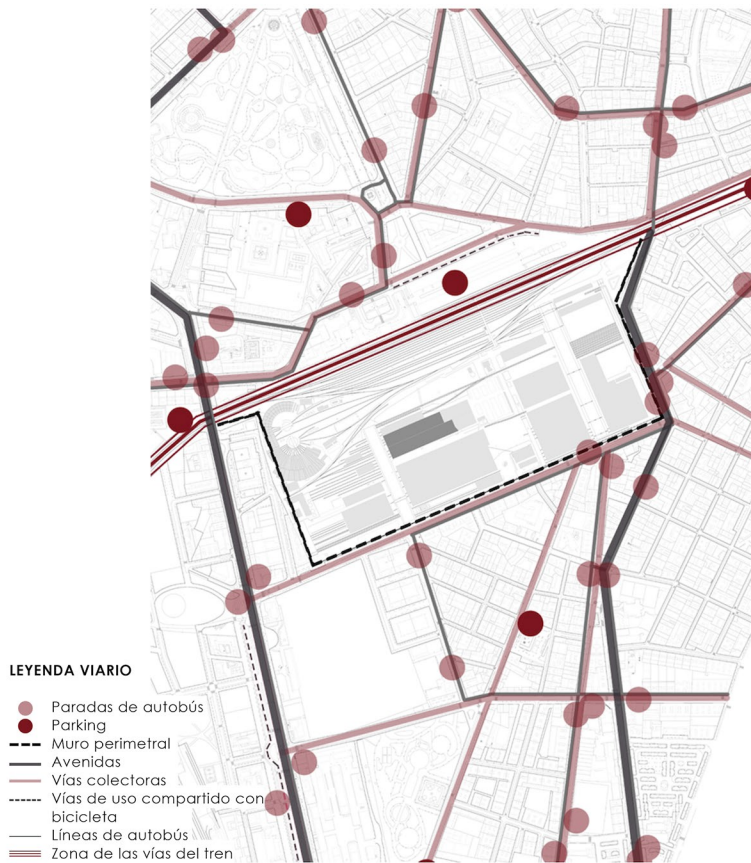 LEYENDA VIARIO
Paradas de autobús
Parking
Muro perimetral
Avenidas
Vías colectoras
Vías de uso compartido con
bicicleta
Líneas de autobús
Zona de las vías del tren